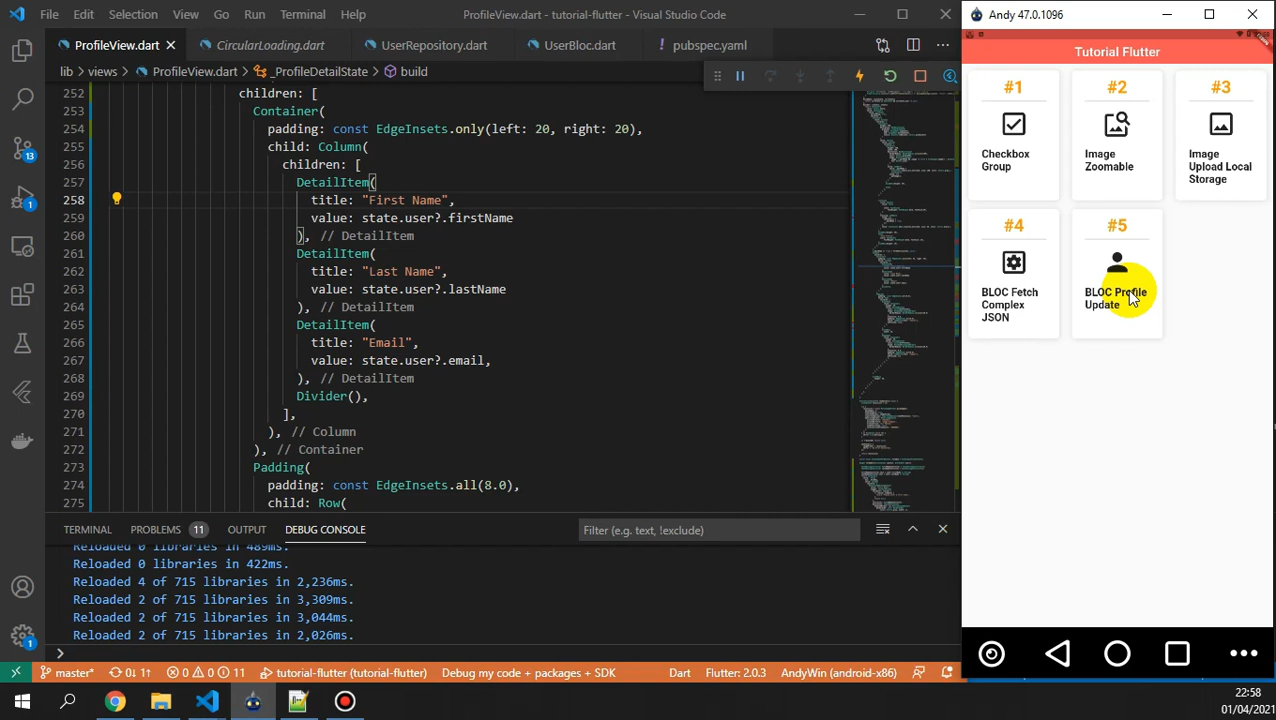 File Edit Selection View Go Run Terminal Help ProfileView.dart - tutorial-flutter - Visual Studio Code
ProfileView.dart CircularLoading.dart UserRepository.dart UserBloc.dart pubspec.yaml
lib > views > ProfileView.dart > _ProfileDetailState > build
252 children: [
253 Container(
254 padding: const EdgeInsets.only(left: 20, right: 20),
255 child: Column(
256 children: [
257 DetailItem(
258 title: "First Name",
259 value: state.user?.firstName
260 ), // DetailItem
261 DetailItem(
262 title: "Last Name",
263 value: state.user?.lastName
264 ), // DetailItem
265 DetailItem(
266 title: "Email",
267 value: state.user?.email,
268 ), // DetailItem
269 Divider(),
270 ],
271 ), // Column
272 ), // Container
273 Padding(
274 padding: const EdgeInsets.all(8.0),
275 child: Row(
TERMINAL PROBLEMS 11 OUTPUT DEBUG CONSOLE
Filter (e.g. text, !exclude)
Reloaded 0 libraries in 489ms.
Reloaded 0 libraries in 422ms.
Reloaded 4 of 715 libraries in 2,236ms.
Reloaded 2 of 715 libraries in 3,309ms.
Reloaded 2 of 715 libraries in 3,044ms.
Reloaded 2 of 715 libraries in 2,026ms.
13
1
1
master* 0↓ 1↑ 0 0 11 tutorial-flutter (tutorial-flutter) Debug my code + packages + SDK Dart Flutter: 2.0.3 AndyWin (android-x86)
Andy 47.0.1096
Tutorial Flutter
#1
Checkbox
Group
#2
Image
Zoomable
#3
Image
Upload Local
Storage
#4
BLOC Fetch
Complex
JSON
#5
BLOC Profile
Update
22:58
01/04/2021